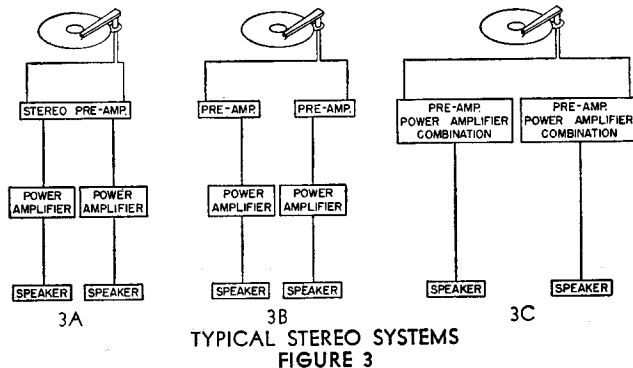 STEREO PRE-AMP.
POWER AMPLIFIER
POWER AMPLIFIER
SPEAKER
SPEAKER
3A
PRE-AMP.
PRE-AMP.
POWER AMPLIFIER
POWER AMPLIFIER
SPEAKER
SPEAKER
3B
PRE-AMP.
POWER AMPLIFIER
COMBINATION
PRE-AMP.
POWER AMPLIFIER
COMBINATION
SPEAKER
SPEAKER
3C
TYPICAL STEREO SYSTEMS
FIGURE 3